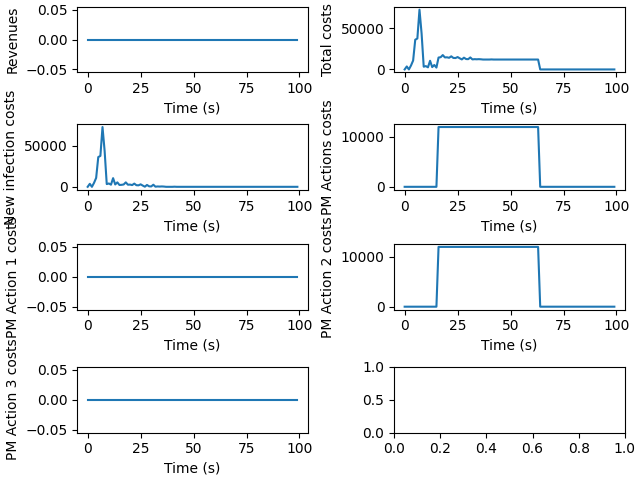 Revenues
0.05
0.00
−0.05
0 25 50 75 100
Time (s)
Total costs
50000
0
0 25 50 75 100
Time (s)
New infection costs
50000
0
0 25 50 75 100
Time (s)
PM Actions costs
10000
0
0 25 50 75 100
Time (s)
PM Action 1 costs
0.05
0.00
−0.05
0 25 50 75 100
Time (s)
PM Action 2 costs
10000
0
0 25 50 75 100
Time (s)
PM Action 3 costs
0.05
0.00
−0.05
0 25 50 75 100
Time (s)
1.0
0.5
0.0
0.0 0.2 0.4 0.6 0.8 1.0